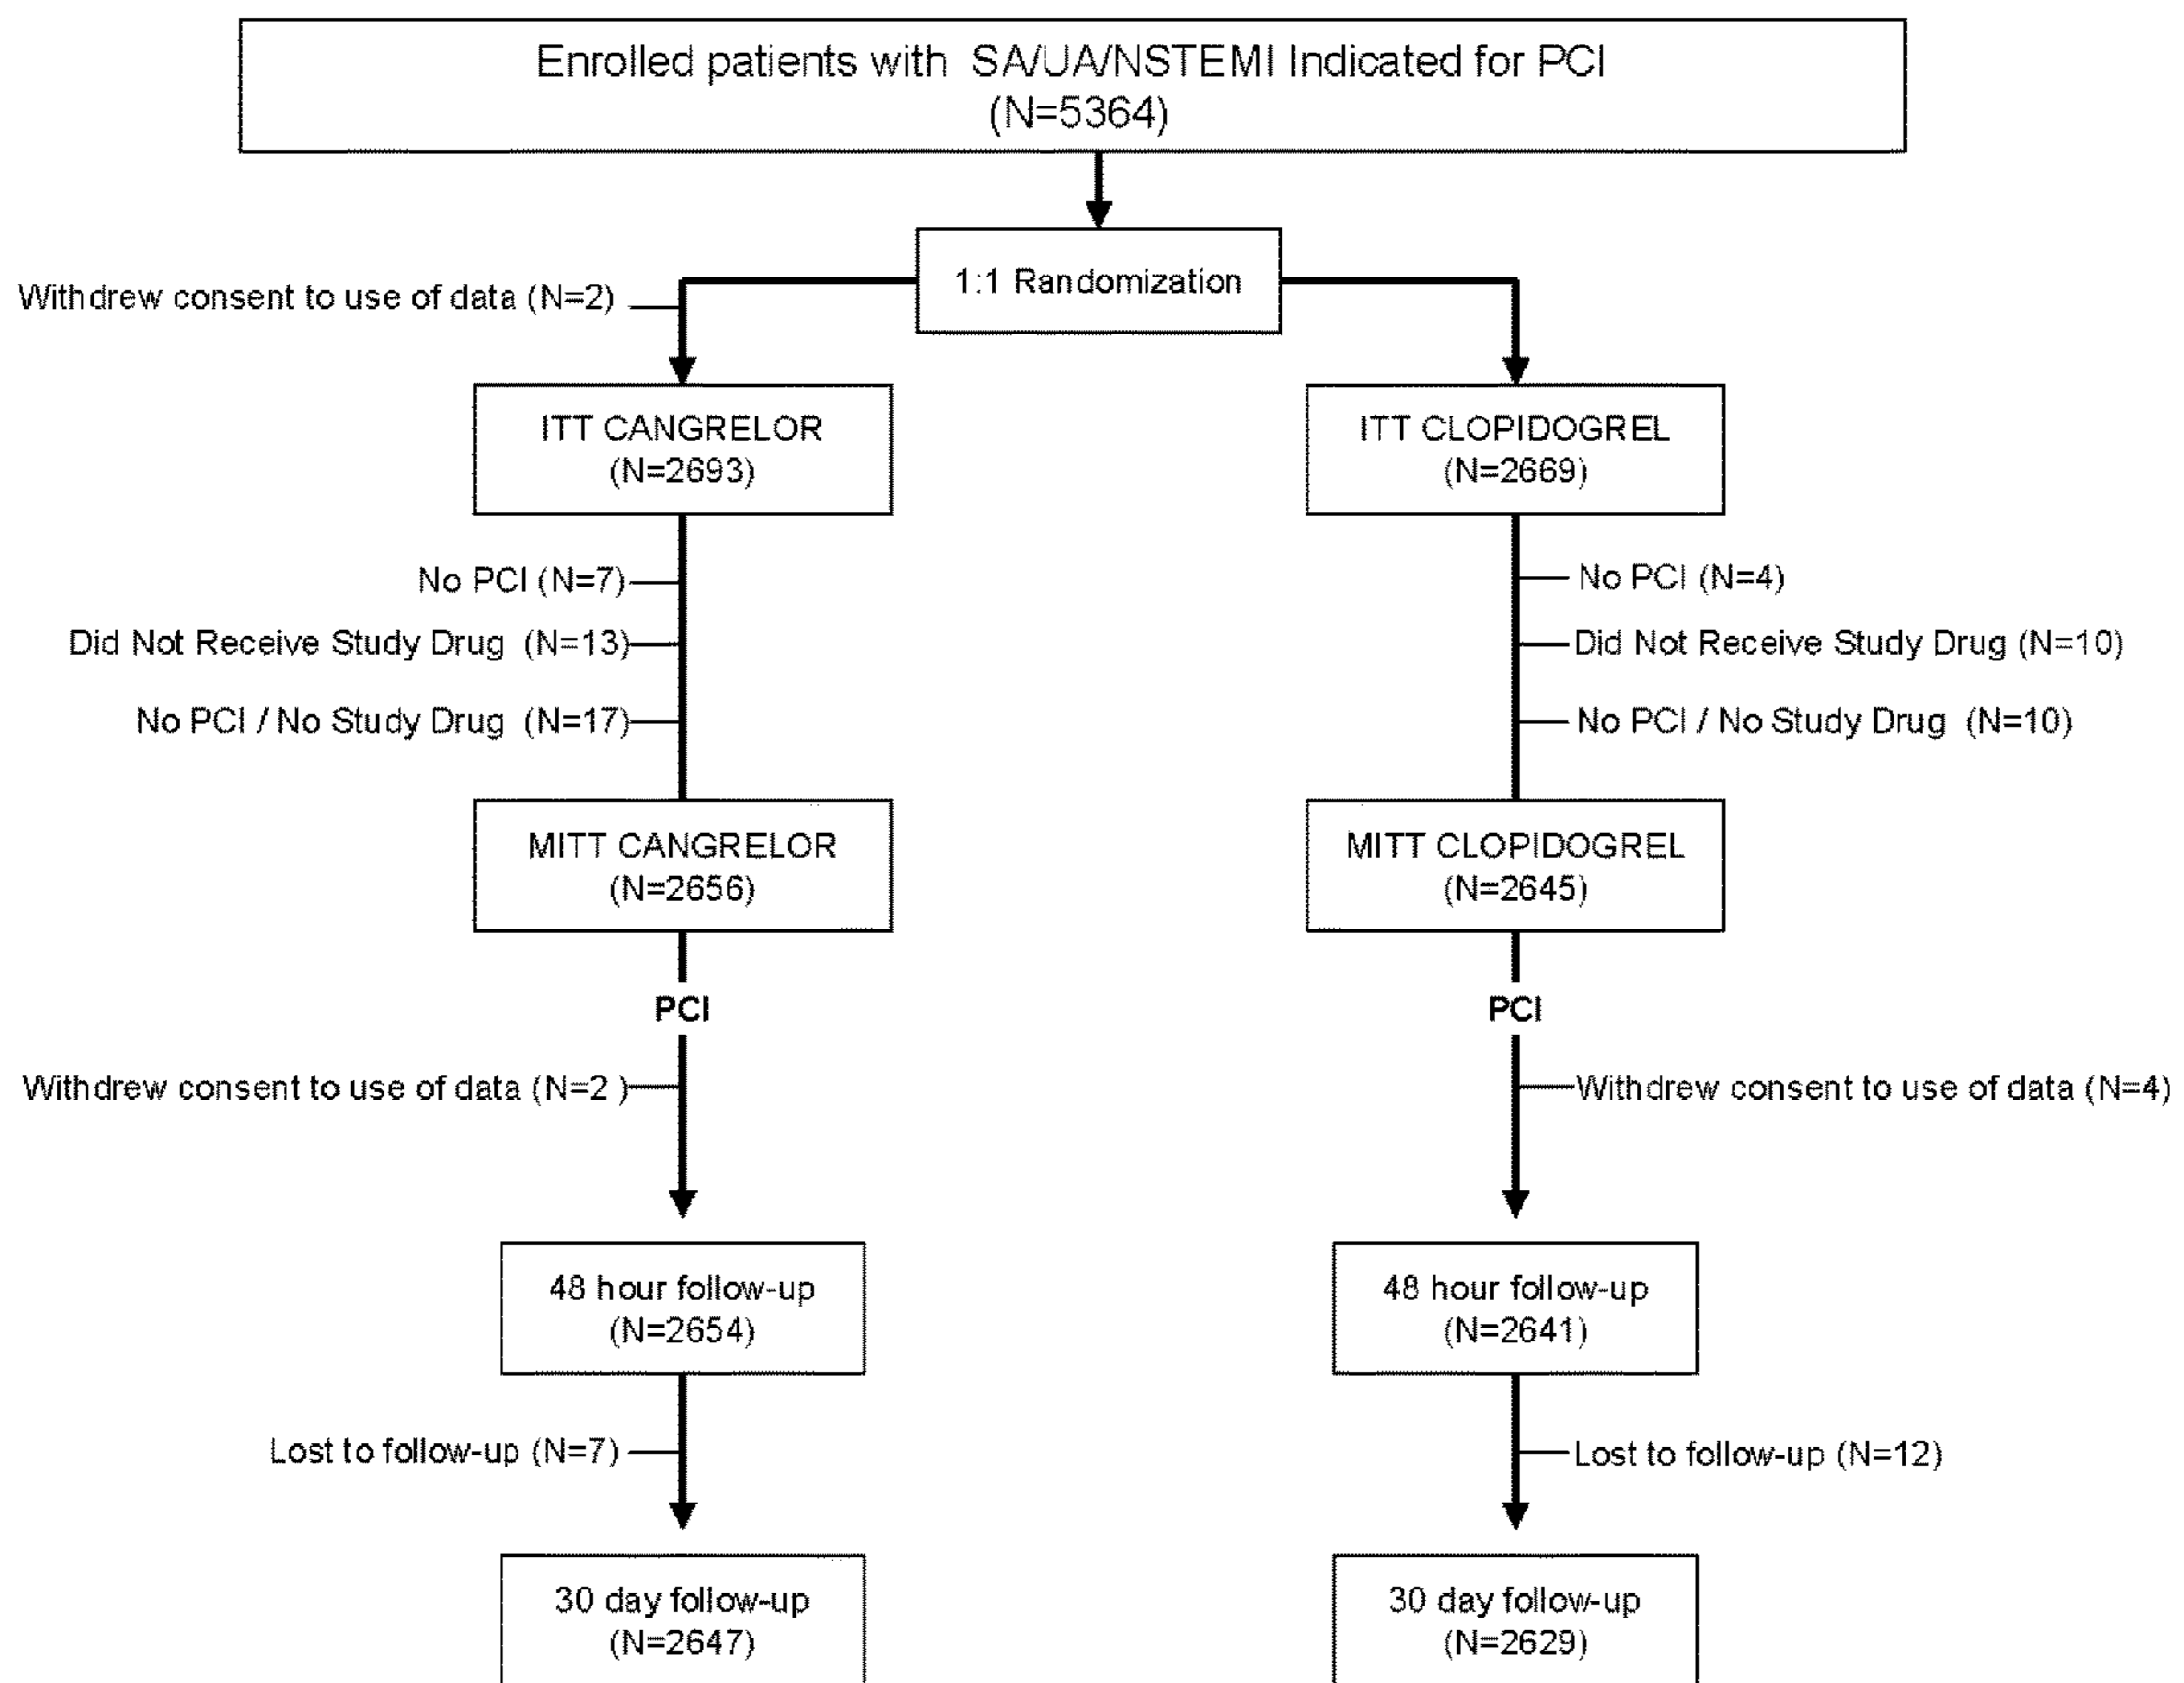 Enrolled patients with SA/UA/NSTEMI Indicated for PCI
(N=5364)
1:1 Randomization
Withdrew consent to use of data (N=2)
ITT CANGRELOR
(N=2693)
ITT CLOPIDOGREL
(N=2669)
No PCI (N=7)
No PCI (N=4)
Did Not Receive Study Drug (N=13)
Did Not Receive Study Drug (N=10)
No PCI / No Study Drug (N=17)
No PCI / No Study Drug (N=10)
MITT CANGRELOR
(N=2656)
MITT CLOPIDOGREL
(N=2645)
PCI
PCI
Withdrew consent to use of data (N=2 )
Withdrew consent to use of data (N=4)
48 hour follow-up
(N=2654)
48 hour follow-up
(N=2641)
Lost to follow-up (N=7)
Lost to follow-up (N=12)
30 day follow-up
(N=2647)
30 day follow-up
(N=2629)